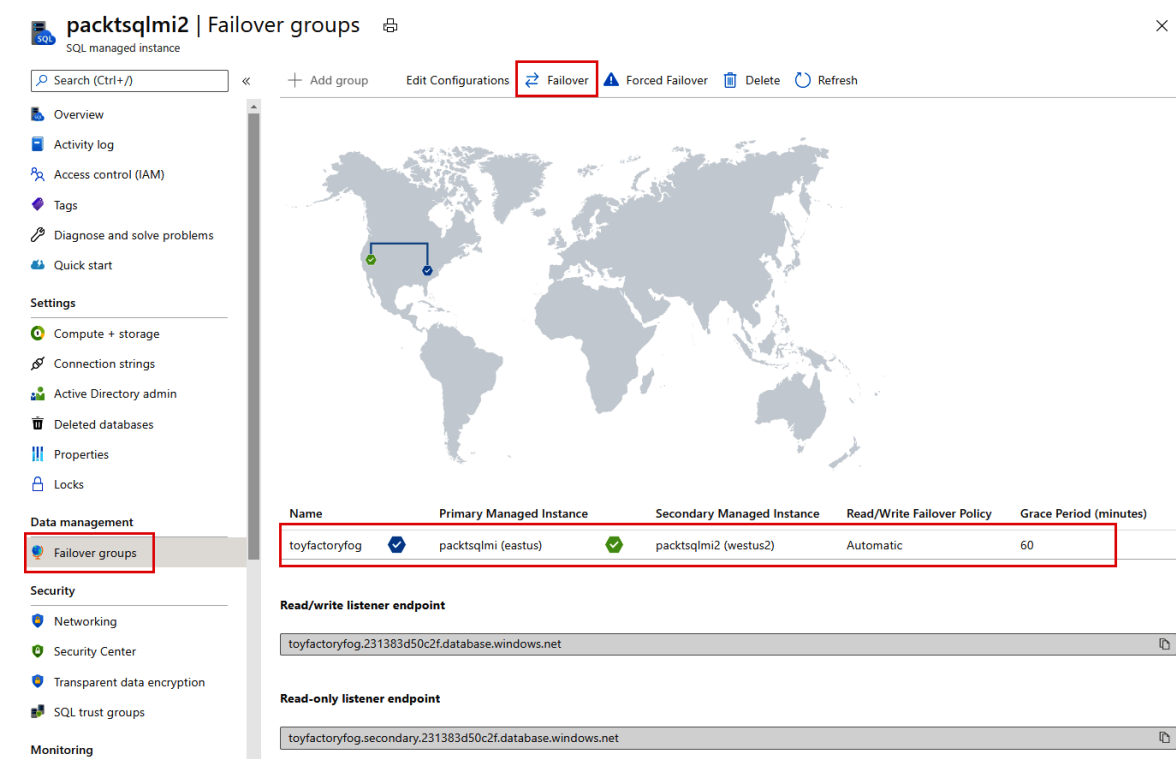 packtsqlmi2 | Failover groups
SQL managed instance
Search (Ctrl+/)
«
Add group
Edit Configurations
Failover
Forced Failover
Delete
Refresh
Overview
Activity log
Access control (IAM)
Tags
Diagnose and solve problems
Quick start
Settings
Compute + storage
Connection strings
Active Directory admin
Deleted databases
Properties
Locks
Data management
Failover groups
Security
Networking
Security Center
Transparent data encryption
SQL trust groups
Monitoring
Name Primary Managed Instance Secondary Managed Instance Read/Write Failover Policy Grace Period (minutes)
toyfactoryfog packtsqlmi (eastus) packtsqlmi2 (westus2) Automatic 60
Read/write listener endpoint
toyfactoryfog.231383d50c2f.database.windows.net
Read-only listener endpoint
toyfactoryfog.secondary.231383d50c2f.database.windows.net